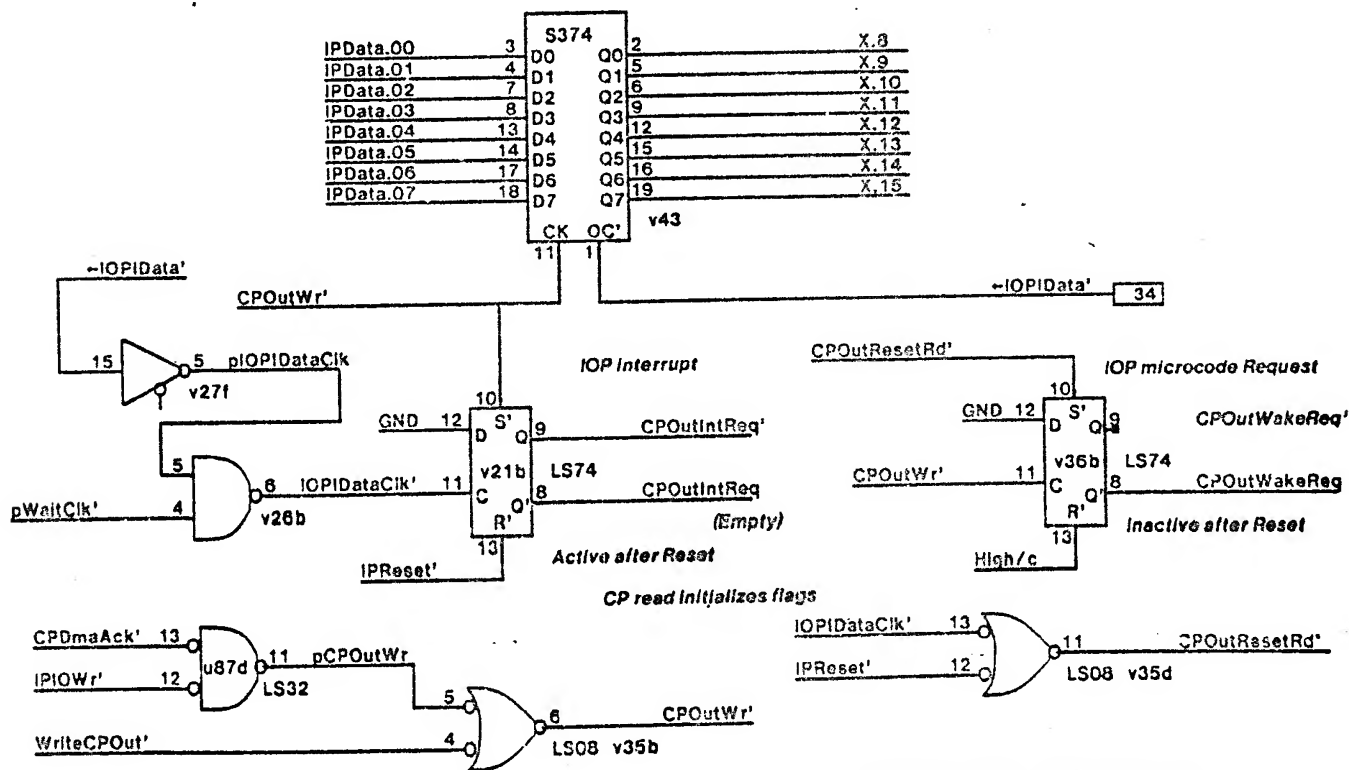 S374
IPData.00 3 D0 Q0 2 X.8
IPData.01 4 D1 Q1 5 X.9
IPData.02 7 D2 Q2 6 X.10
IPData.03 8 D3 Q3 9 X.11
IPData.04 13 D4 Q4 12 X.12
IPData.05 14 D5 Q5 15 X.13
IPData.06 17 D6 Q6 16 X.14
IPData.07 18 D7 Q7 19 X.15
v43
CK OC'
11 1
←IOPIData'
CPOutWr'
←IOPIData' 34
15 5 pIOPIDataClk
v27f
IOP Interrupt
CPOutResetRd'
IOP microcode Request
10
S'
GND 12 D Q 9 CPOutIntReq'
v21b LS74
IOPIDataClk' 11 C Q' 8 CPOutIntReq
R'
13
(Empty)
IPReset'
Active after Reset
10
S'
GND 12 D Q 9 CPOutWakeReq'
v36b LS74
CPOutWr' 11 C Q' 8 CPOutWakeReq
R'
13
Inactive after Reset
High/c
5
6
pWaitClk' 4
v26b
CP read initializes flags
CPDmaAck' 13
u87d 11 pCPOutWr
IPIOWr' 12
LS32
5
6 CPOutWr'
WriteCPOut' 4
LS08 v35b
IOPIDataClk' 13
11 CPOutResetRd'
IPReset' 12
LS08 v35d